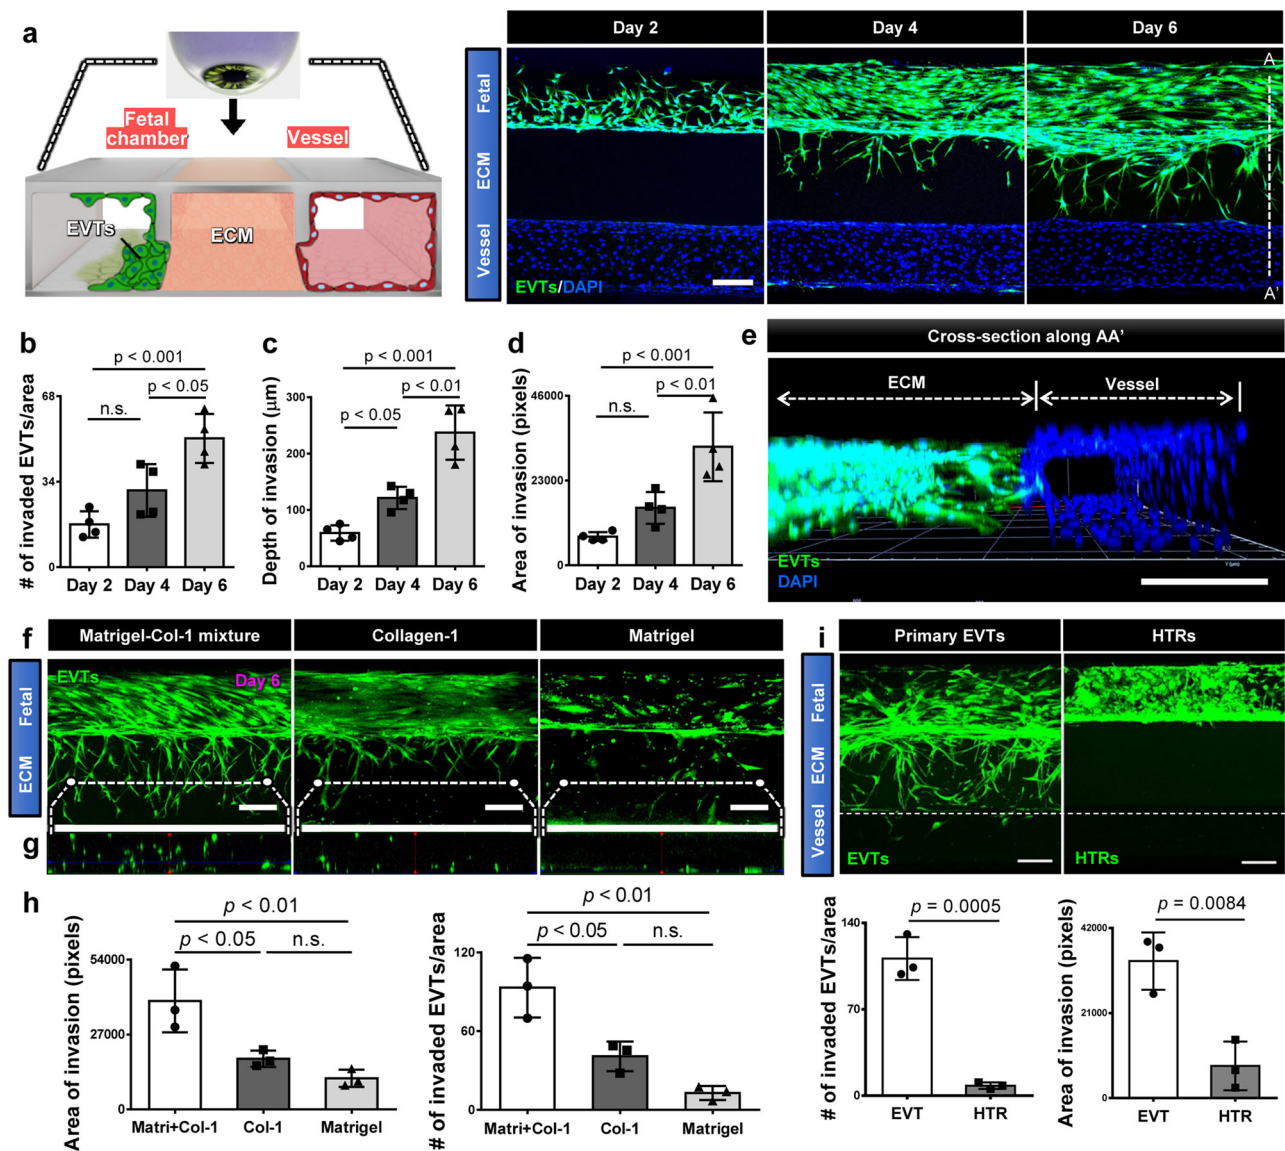 a
Fetal
chamber
Vessel
EVTs
ECM
Day 2
Day 4
Day 6
Fetal
ECM
Vessel
EVTs/DAPI
A
A'
b
# of invaded EVTs/area
68
34
0
p < 0.001
n.s.
p < 0.05
Day 2
Day 4
Day 6
c
Depth of invasion (μm)
300
200
100
0
p < 0.001
p < 0.01
p < 0.05
Day 2
Day 4
Day 6
d
Area of invasion (pixels)
46000
23000
0
p < 0.001
p < 0.01
n.s.
Day 2
Day 4
Day 6
e
Cross-section along AA'
ECM
Vessel
EVTs
DAPI
f
Matrigel-Col-1 mixture
Collagen-1
Matrigel
Fetal
ECM
EVTs
Day 6
g
h
Area of invasion (pixels)
54000
27000
0
p < 0.01
p < 0.05
n.s.
Matri+Col-1
Col-1
Matrigel
# of invaded EVTs/area
120
60
0
p < 0.01
p < 0.05
n.s.
Matri+Col-1
Col-1
Matrigel
i
Primary EVTs
HTRs
Fetal
ECM
Vessel
EVTs
HTRs
# of invaded EVTs/area
140
70
0
p = 0.0005
EVT
HTR
Area of invasion (pixels)
42000
21000
0
p = 0.0084
EVT
HTR